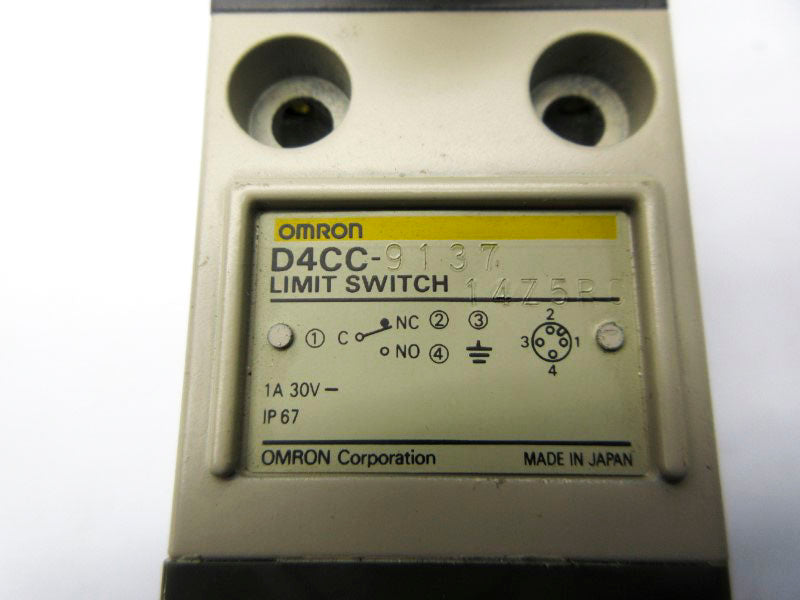 OMRON
D4CC-9137
LIMIT SWITCH
① C NC ② ③
NO ④
2
3 1
4
1A 30V⎓
IP 67
OMRON Corporation MADE IN JAPAN